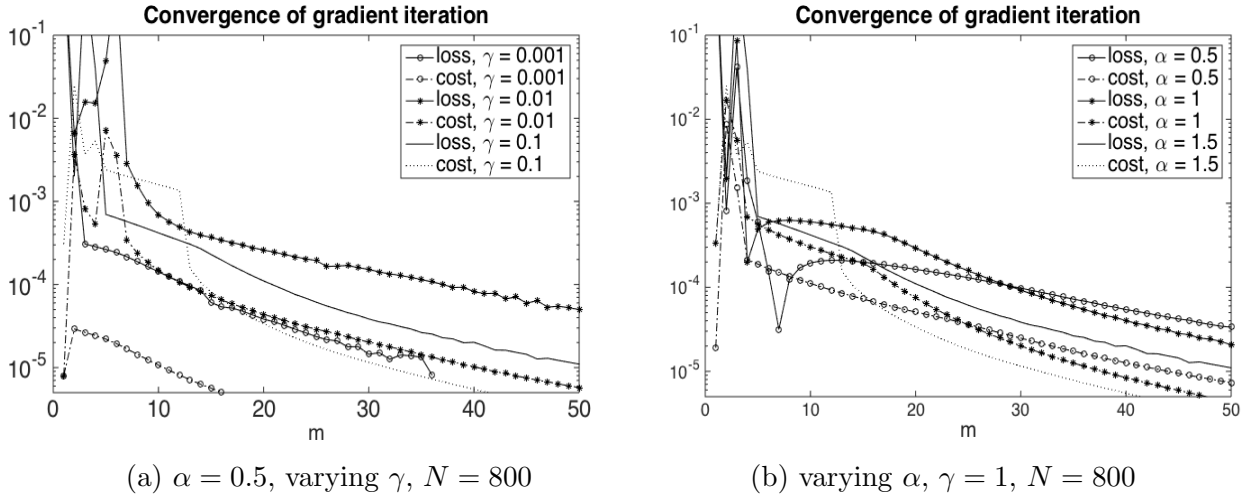 Convergence of gradient iteration
10^-1
10^-2
10^-3
10^-4
10^-5
0 10 20 30 40 50
m
loss, γ = 0.001
cost, γ = 0.001
loss, γ = 0.01
cost, γ = 0.01
loss, γ = 0.1
cost, γ = 0.1
(a) α = 0.5, varying γ, N = 800
Convergence of gradient iteration
10^-1
10^-2
10^-3
10^-4
10^-5
0 10 20 30 40 50
m
loss, α = 0.5
cost, α = 0.5
loss, α = 1
cost, α = 1
loss, α = 1.5
cost, α = 1.5
(b) varying α, γ = 1, N = 800